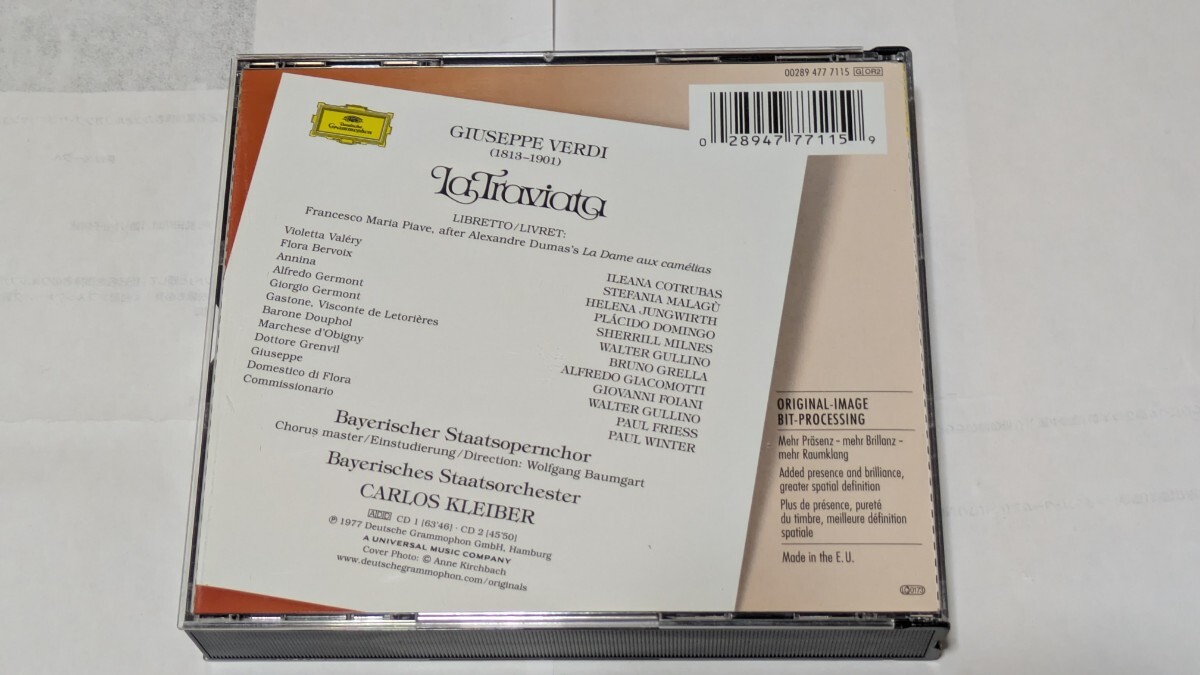 00289 477 7115 G OR2
0 28947 77115 9
Deutsche
Grammophon
GIUSEPPE VERDI
(1813–1901)
La Traviata
LIBRETTO/LIVRET:
Francesco Maria Piave, after Alexandre Dumas's La Dame aux camélias
Violetta Valéry ILEANA COTRUBAS
Flora Bervoix STEFANIA MALAGÙ
Annina HELENA JUNGWIRTH
Alfredo Germont PLÁCIDO DOMINGO
Giorgio Germont SHERRILL MILNES
Gastone, Visconte de Letorières WALTER GULLINO
Barone Douphol BRUNO GRELLA
Marchese d'Obigny ALFREDO GIACOMOTTI
Dottore Grenvil GIOVANNI FOIANI
Giuseppe WALTER GULLINO
Domestico di Flora PAUL FRIESS
Commissionario PAUL WINTER
Bayerischer Staatsopernchor
Chorus master/Einstudierung/Direction: Wolfgang Baumgart
Bayerisches Staatsorchester
CARLOS KLEIBER
ADD CD 1 [63'46] · CD 2 [45'50]
℗ 1977 Deutsche Grammophon GmbH, Hamburg
A UNIVERSAL MUSIC COMPANY
Cover Photo: © Anne Kirchbach
www.deutschegrammophon.com/originals
ORIGINAL-IMAGE
BIT-PROCESSING
Mehr Präsenz – mehr Brillanz –
mehr Raumklang
Added presence and brilliance,
greater spatial definition
Plus de présence, pureté
du timbre, meilleure définition
spatiale
Made in the E. U.